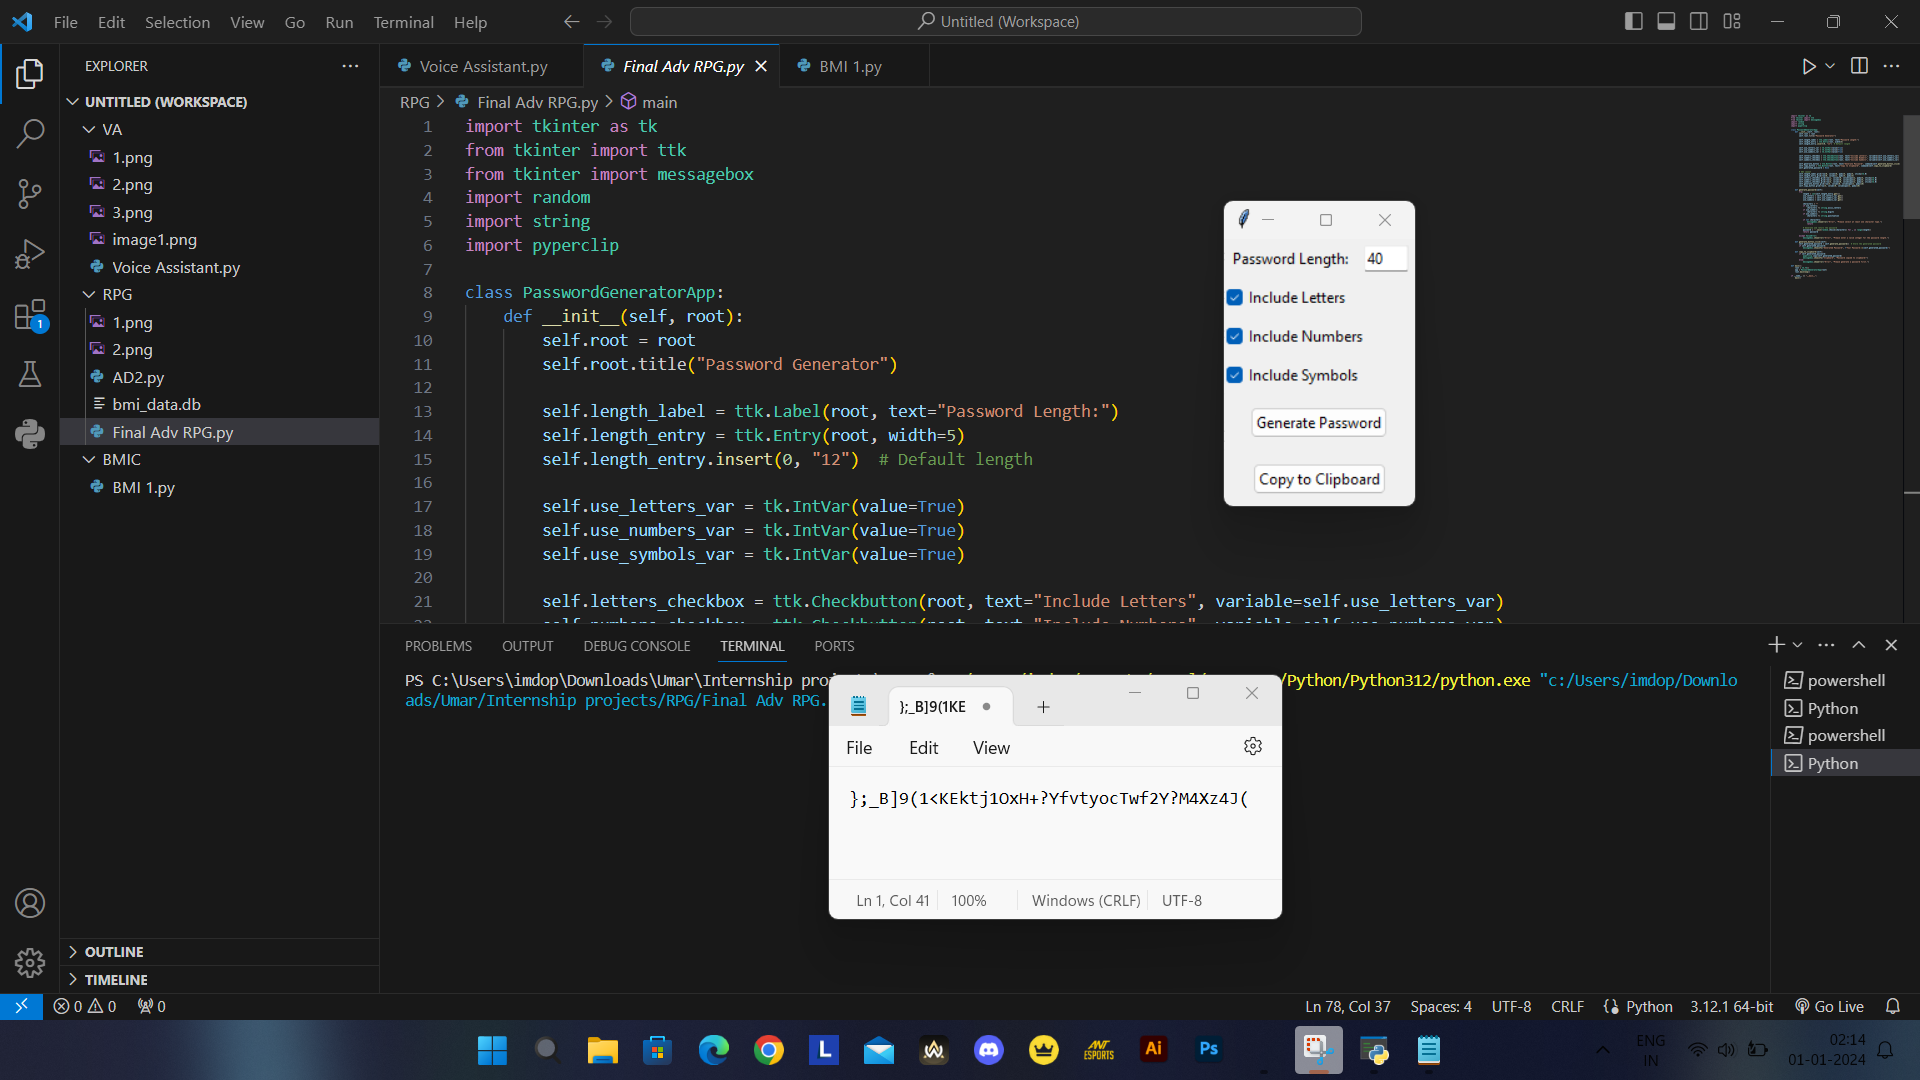 File Edit Selection View Go Run Terminal Help
Untitled (Workspace)
EXPLORER
UNTITLED (WORKSPACE)
VA
1.png
2.png
3.png
image1.png
Voice Assistant.py
RPG
1.png
2.png
AD2.py
bmi_data.db
Final Adv RPG.py
BMIC
BMI 1.py
OUTLINE
TIMELINE
1
Voice Assistant.py
Final Adv RPG.py
BMI 1.py
RPG > Final Adv RPG.py > main
1 import tkinter as tk
2 from tkinter import ttk
3 from tkinter import messagebox
4 import random
5 import string
6 import pyperclip
7
8 class PasswordGeneratorApp:
9 def __init__(self, root):
10 self.root = root
11 self.root.title("Password Generator")
12
13 self.length_label = ttk.Label(root, text="Password Length:")
14 self.length_entry = ttk.Entry(root, width=5)
15 self.length_entry.insert(0, "12") # Default length
16
17 self.use_letters_var = tk.IntVar(value=True)
18 self.use_numbers_var = tk.IntVar(value=True)
19 self.use_symbols_var = tk.IntVar(value=True)
20
21 self.letters_checkbox = ttk.Checkbutton(root, text="Include Letters", variable=self.use_letters_var)
Password Length: 40
Include Letters
Include Numbers
Include Symbols
Generate Password
Copy to Clipboard
PROBLEMS OUTPUT DEBUG CONSOLE TERMINAL PORTS
PS C:\Users\imdop\Downloads\Umar\Internship /Python/Python312/python.exe "c:/Users/imdop/Downlo
ads/Umar/Internship projects/RPG/Final Adv RPG.
powershell
Python
powershell
Python
};_B]9(1KE
File Edit View
};_B]9(1<KEktj1OxH+?YfvtyocTwf2Y?M4Xz4J(
Ln 1, Col 41 100% Windows (CRLF) UTF-8
0 0 0
Ln 78, Col 37 Spaces: 4 UTF-8 CRLF Python 3.12.1 64-bit Go Live
L
ANT
ESPORTS
Ai
Ps
ENG
IN
02:14
01-01-2024